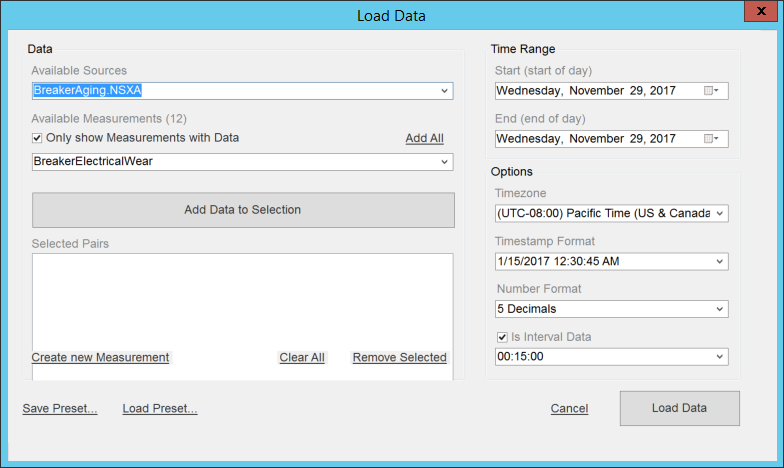 Load Data
x
Data
Available Sources
BreakerAging.NSXA
Available Measurements (12)
Only show Measurements with Data
Add All
BreakerElectricalWear
Add Data to Selection
Selected Pairs
Create new Measurement
Clear All
Remove Selected
Time Range
Start (start of day)
Wednesday, November 29, 2017
End (end of day)
Wednesday, November 29, 2017
Options
Timezone
(UTC-08:00) Pacific Time (US & Canada
Timestamp Format
1/15/2017 12:30:45 AM
Number Format
5 Decimals
Is Interval Data
00:15:00
Save Preset...
Load Preset...
Cancel
Load Data